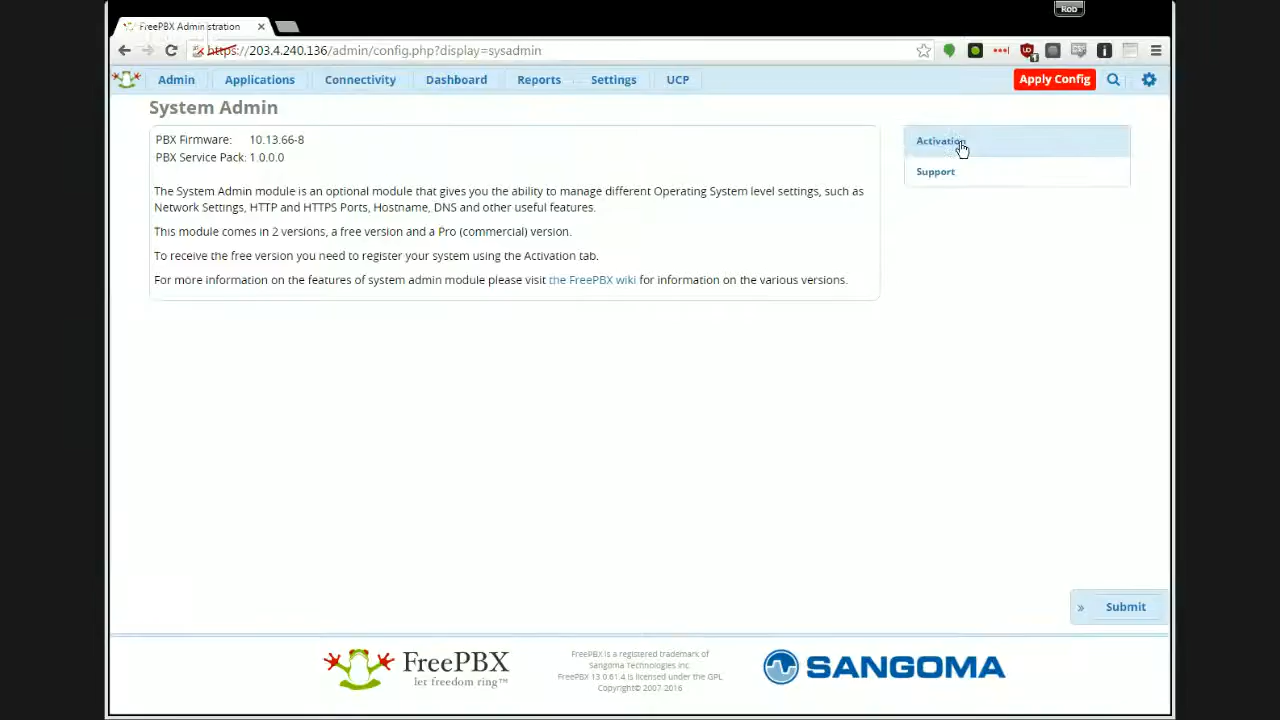 Rob
FreePBX Administration
https://203.4.240.136/admin/config.php?display=sysadmin
Admin Applications Connectivity Dashboard Reports Settings UCP Apply Config
System Admin
PBX Firmware: 10.13.66-8
PBX Service Pack: 1.0.0.0
The System Admin module is an optional module that gives you the ability to manage different Operating System level settings, such as
Network Settings, HTTP and HTTPS Ports, Hostname, DNS and other useful features.
This module comes in 2 versions, a free version and a Pro (commercial) version.
To receive the free version you need to register your system using the Activation tab.
For more information on the features of system admin module please visit the FreePBX wiki for information on the various versions.
Activation
Support
» Submit
FreePBX
let freedom ring™
FreePBX is a registered trademark of
Sangoma Technologies Inc.
FreePBX 13.0.61.4 is licensed under the GPL
Copyright© 2007-2016
SANGOMA